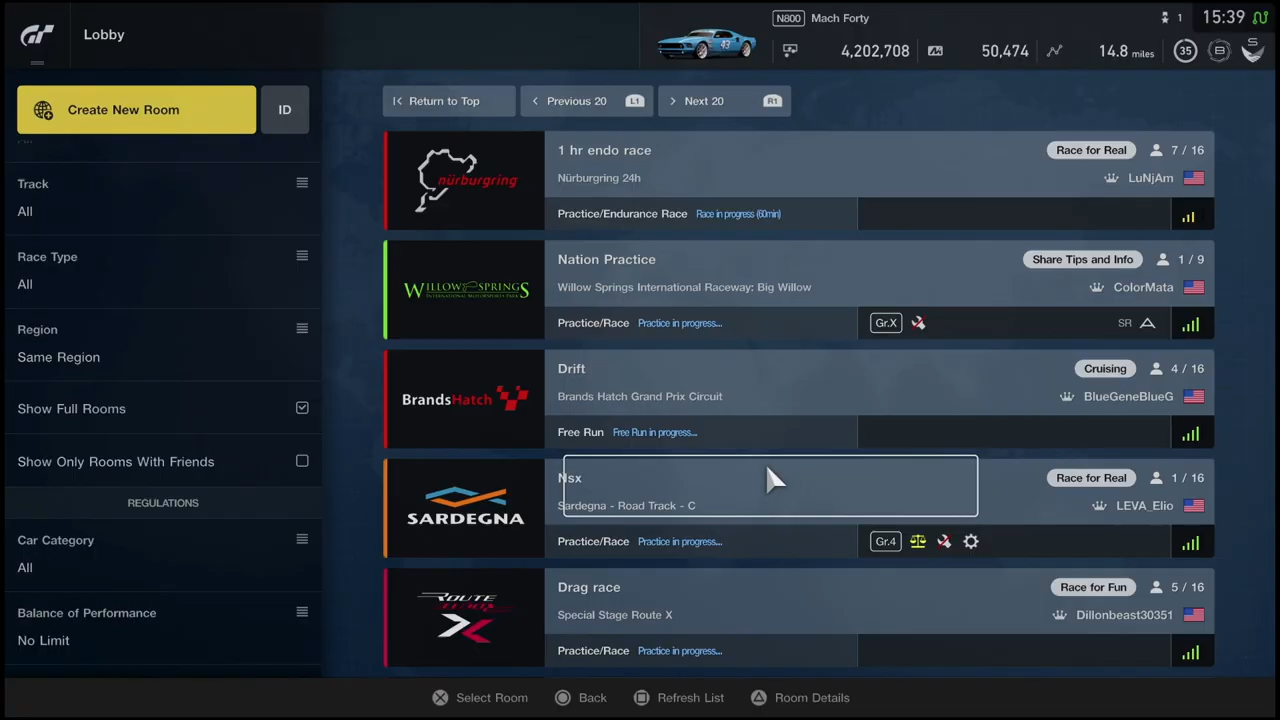 Lobby
N800 Mach Forty
4,202,708
50,474
14.8 miles
35
B
S
1
15:39
Create New Room
ID
All
Track
All
Race Type
All
Region
Same Region
Show Full Rooms
Show Only Rooms With Friends
REGULATIONS
Car Category
All
Balance of Performance
No Limit
Return to Top
Previous 20 L1
Next 20 R1
nürburgring
1 hr endo race
Race for Real
7 / 16
Nürburgring 24h
LuNjAm
Practice/Endurance Race Race in progress (60min)
WILLOW SPRINGS
INTERNATIONAL MOTORSPORTS PARK
Nation Practice
Share Tips and Info
1 / 9
Willow Springs International Raceway: Big Willow
ColorMata
Practice/Race Practice in progress...
Gr.X
SR
BrandsHatch
Drift
Cruising
4 / 16
Brands Hatch Grand Prix Circuit
BlueGeneBlueG
Free Run Free Run in progress...
SARDEGNA
Nsx
Race for Real
1 / 16
Sardegna - Road Track - C
LEVA_Elio
Practice/Race Practice in progress...
Gr.4
ROUTE
X
Drag race
Race for Fun
5 / 16
Special Stage Route X
Dillonbeast30351
Practice/Race Practice in progress...
Select Room
Back
Refresh List
Room Details